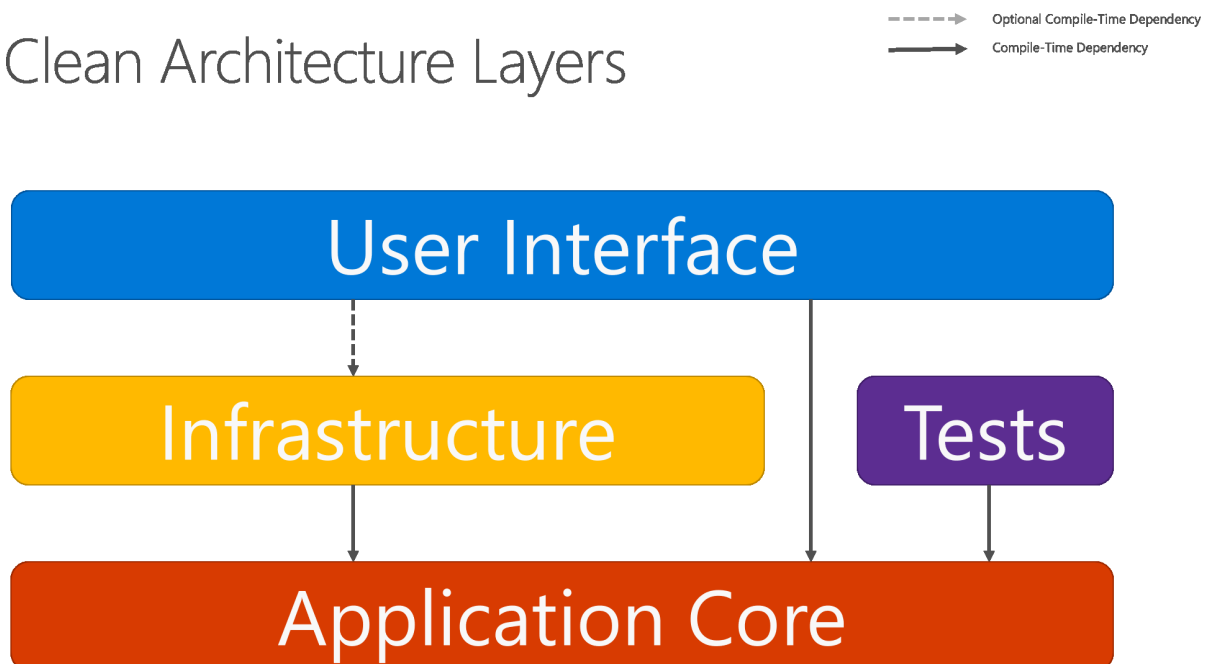 Optional Compile-Time Dependency
Clean Architecture Layers
Compile-Time Dependency
User Interface
Infrastructure
Tests
Application Core